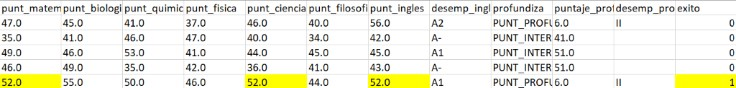 punt_matem punt_biologi punt_quimic punt_fisica punt_ciencia punt_filosofi punt_ingles desemp_ingl profundiza puntaje_prof desemp_pro exito
47.0 45.0 41.0 37.0 46.0 40.0 56.0 A2 PUNT_PROFU 6.0 II 0
35.0 41.0 46.0 47.0 40.0 34.0 42.0 A- PUNT_INTER 41.0 0
49.0 46.0 53.0 41.0 44.0 45.0 45.0 A1 PUNT_INTER 51.0 0
46.0 49.0 35.0 42.0 36.0 41.0 43.0 A- PUNT_INTER 51.0 0
52.0 55.0 50.0 46.0 52.0 44.0 52.0 A1 PUNT_PROFU 6.0 II 1